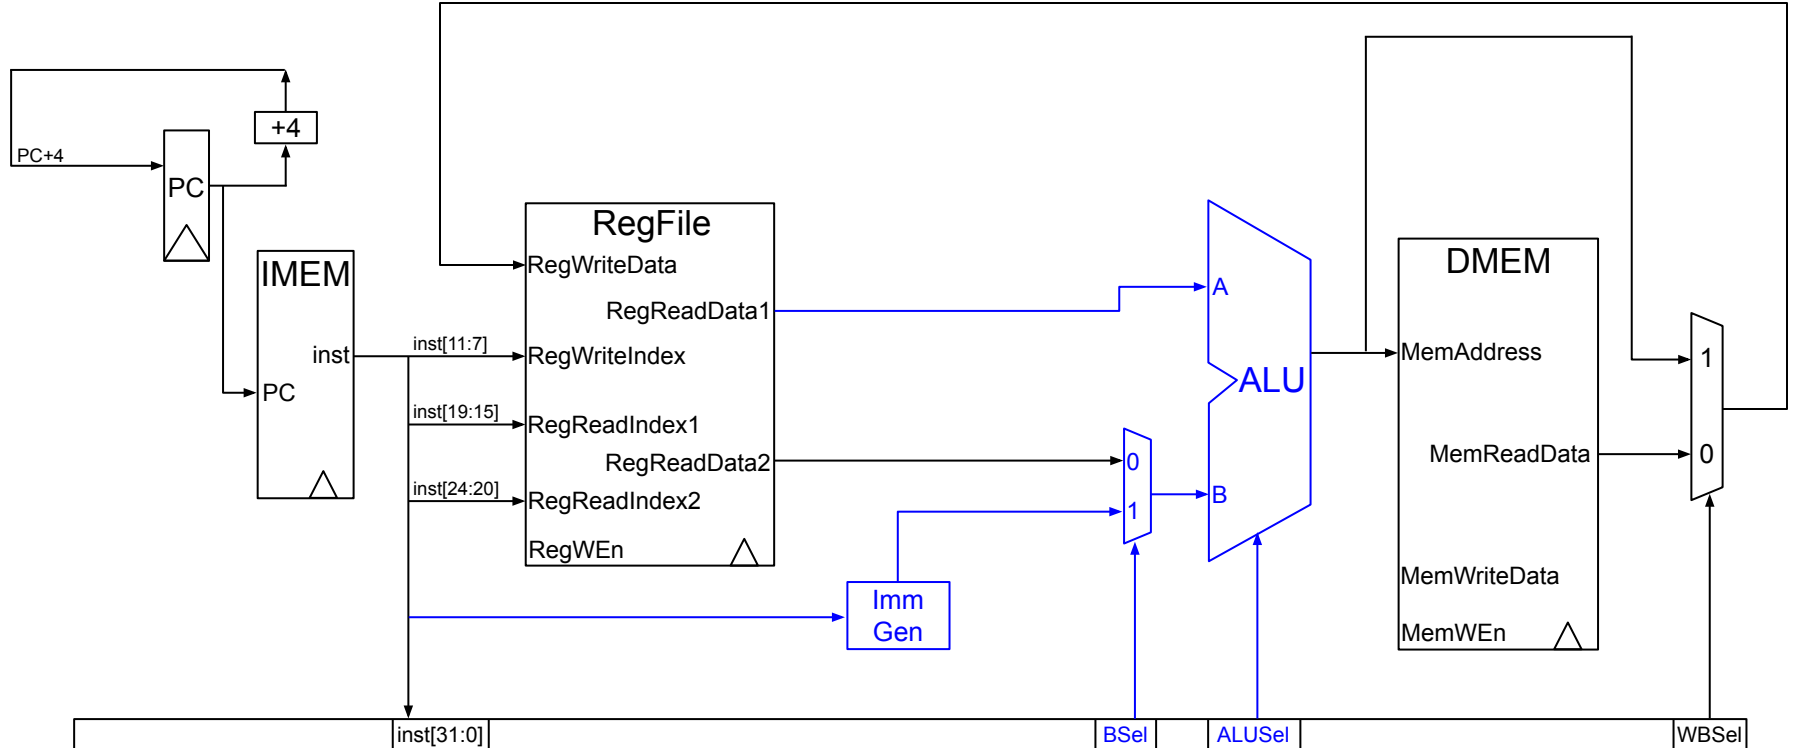 +4
PC+4
PC
IMEM
inst
PC
inst[11:7]
inst[19:15]
inst[24:20]
RegFile
RegWriteData
RegReadData1
RegWriteIndex
RegReadIndex1
RegReadData2
RegReadIndex2
RegWEn
Imm
Gen
0
1
A
ALU
B
DMEM
MemAddress
MemReadData
MemWriteData
MemWEn
1
0
inst[31:0]
BSel
ALUSel
WBSel